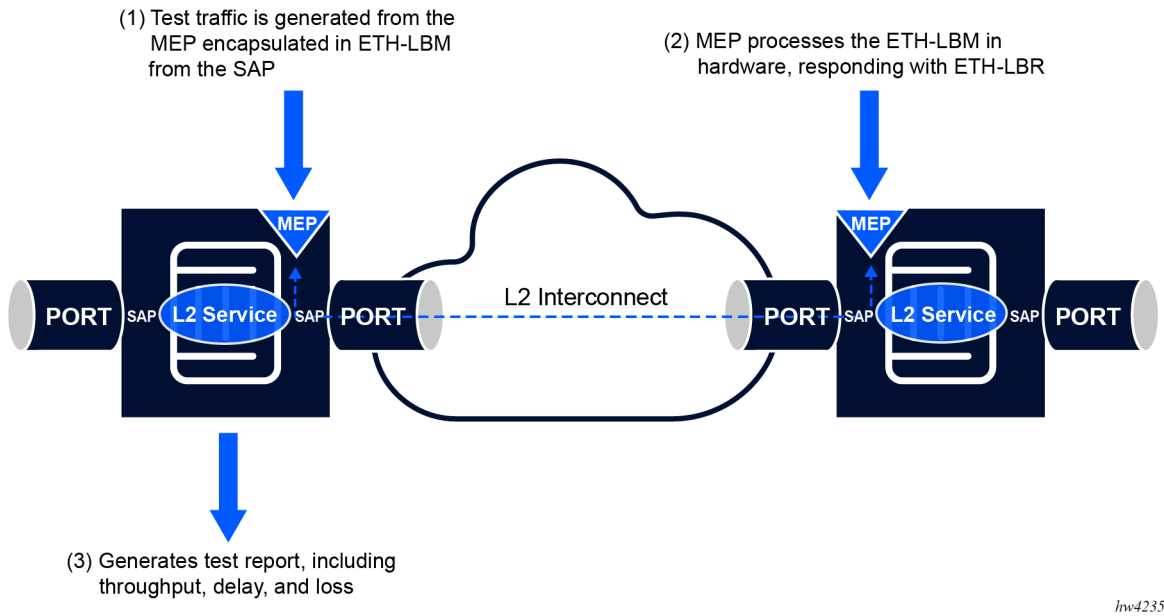 (1) Test traffic is generated from the
MEP encapsulated in ETH-LBM
from the SAP
(2) MEP processes the ETH-LBM in
hardware, responding with ETH-LBR
MEP
MEP
L2 Interconnect
PORT
SAP
L2 Service
SAP
PORT
PORT
SAP
L2 Service
SAP
PORT
(3) Generates test report, including
throughput, delay, and loss
hw4235